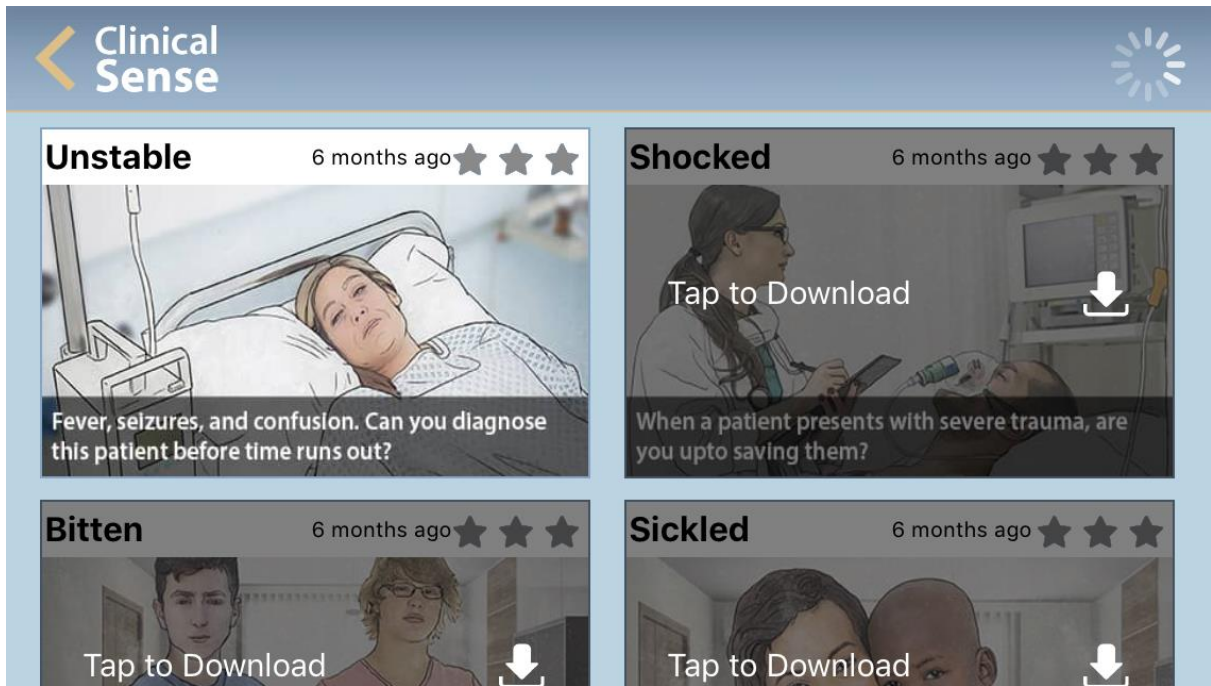 Clinical
Sense
Unstable
6 months ago
Shocked
6 months ago
Tap to Download
Fever, seizures, and confusion. Can you diagnose
this patient before time runs out?
When a patient presents with severe trauma, are
you upto saving them?
Bitten
6 months ago
Sickled
6 months ago
Tap to Download
Tap to Download